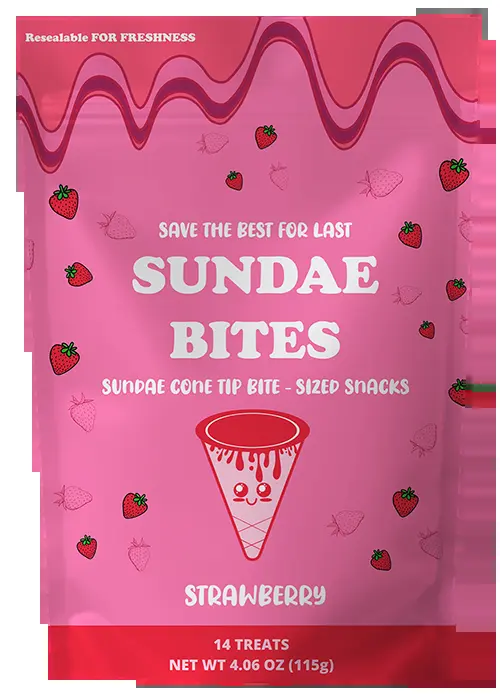 Resealable FOR FRESHNESS
SAVE THE BEST FOR LAST
SUNDAE
BITES
SUNDAE CONE TIP BITE - SIZED SNACKS
STRAWBERRY
14 TREATS
NET WT 4.06 OZ (115g)